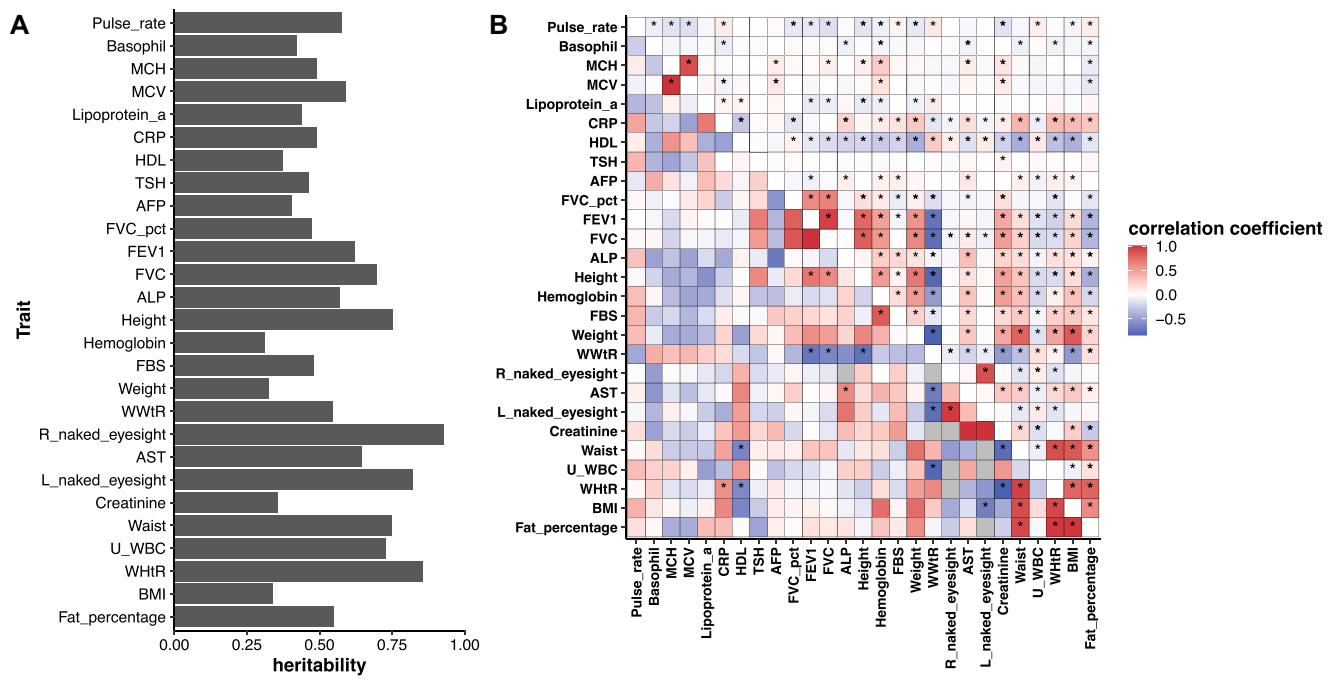 A
Trait
Pulse_rate
Basophil
MCH
MCV
Lipoprotein_a
CRP
HDL
TSH
AFP
FVC_pct
FEV1
FVC
ALP
Height
Hemoglobin
FBS
Weight
WWtR
R_naked_eyesight
AST
L_naked_eyesight
Creatinine
Waist
U_WBC
WHtR
BMI
Fat_percentage
0.00 0.25 0.50 0.75 1.00
heritability
B
Pulse_rate
Basophil
MCH
MCV
Lipoprotein_a
CRP
HDL
TSH
AFP
FVC_pct
FEV1
FVC
ALP
Height
Hemoglobin
FBS
Weight
WWtR
R_naked_eyesight
AST
L_naked_eyesight
Creatinine
Waist
U_WBC
WHtR
BMI
Fat_percentage
Pulse_rate
Basophil
MCH
MCV
Lipoprotein_a
CRP
HDL
TSH
AFP
FVC_pct
FEV1
FVC
ALP
Height
Hemoglobin
FBS
Weight
WWtR
R_naked_eyesight
AST
L_naked_eyesight
Creatinine
Waist
U_WBC
WHtR
BMI
Fat_percentage
correlation coefficient
1.0
0.5
0.0
−0.5